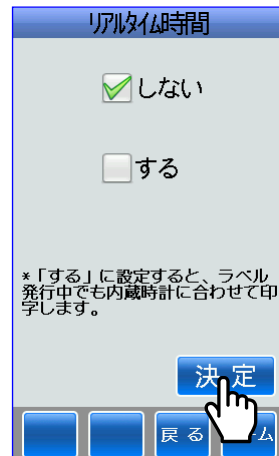 リアルタイム時間
しない
する
*「する」に設定すると、ラベル
発行中でも内蔵時計に合わせて印
字します。
決定
戻る
ム